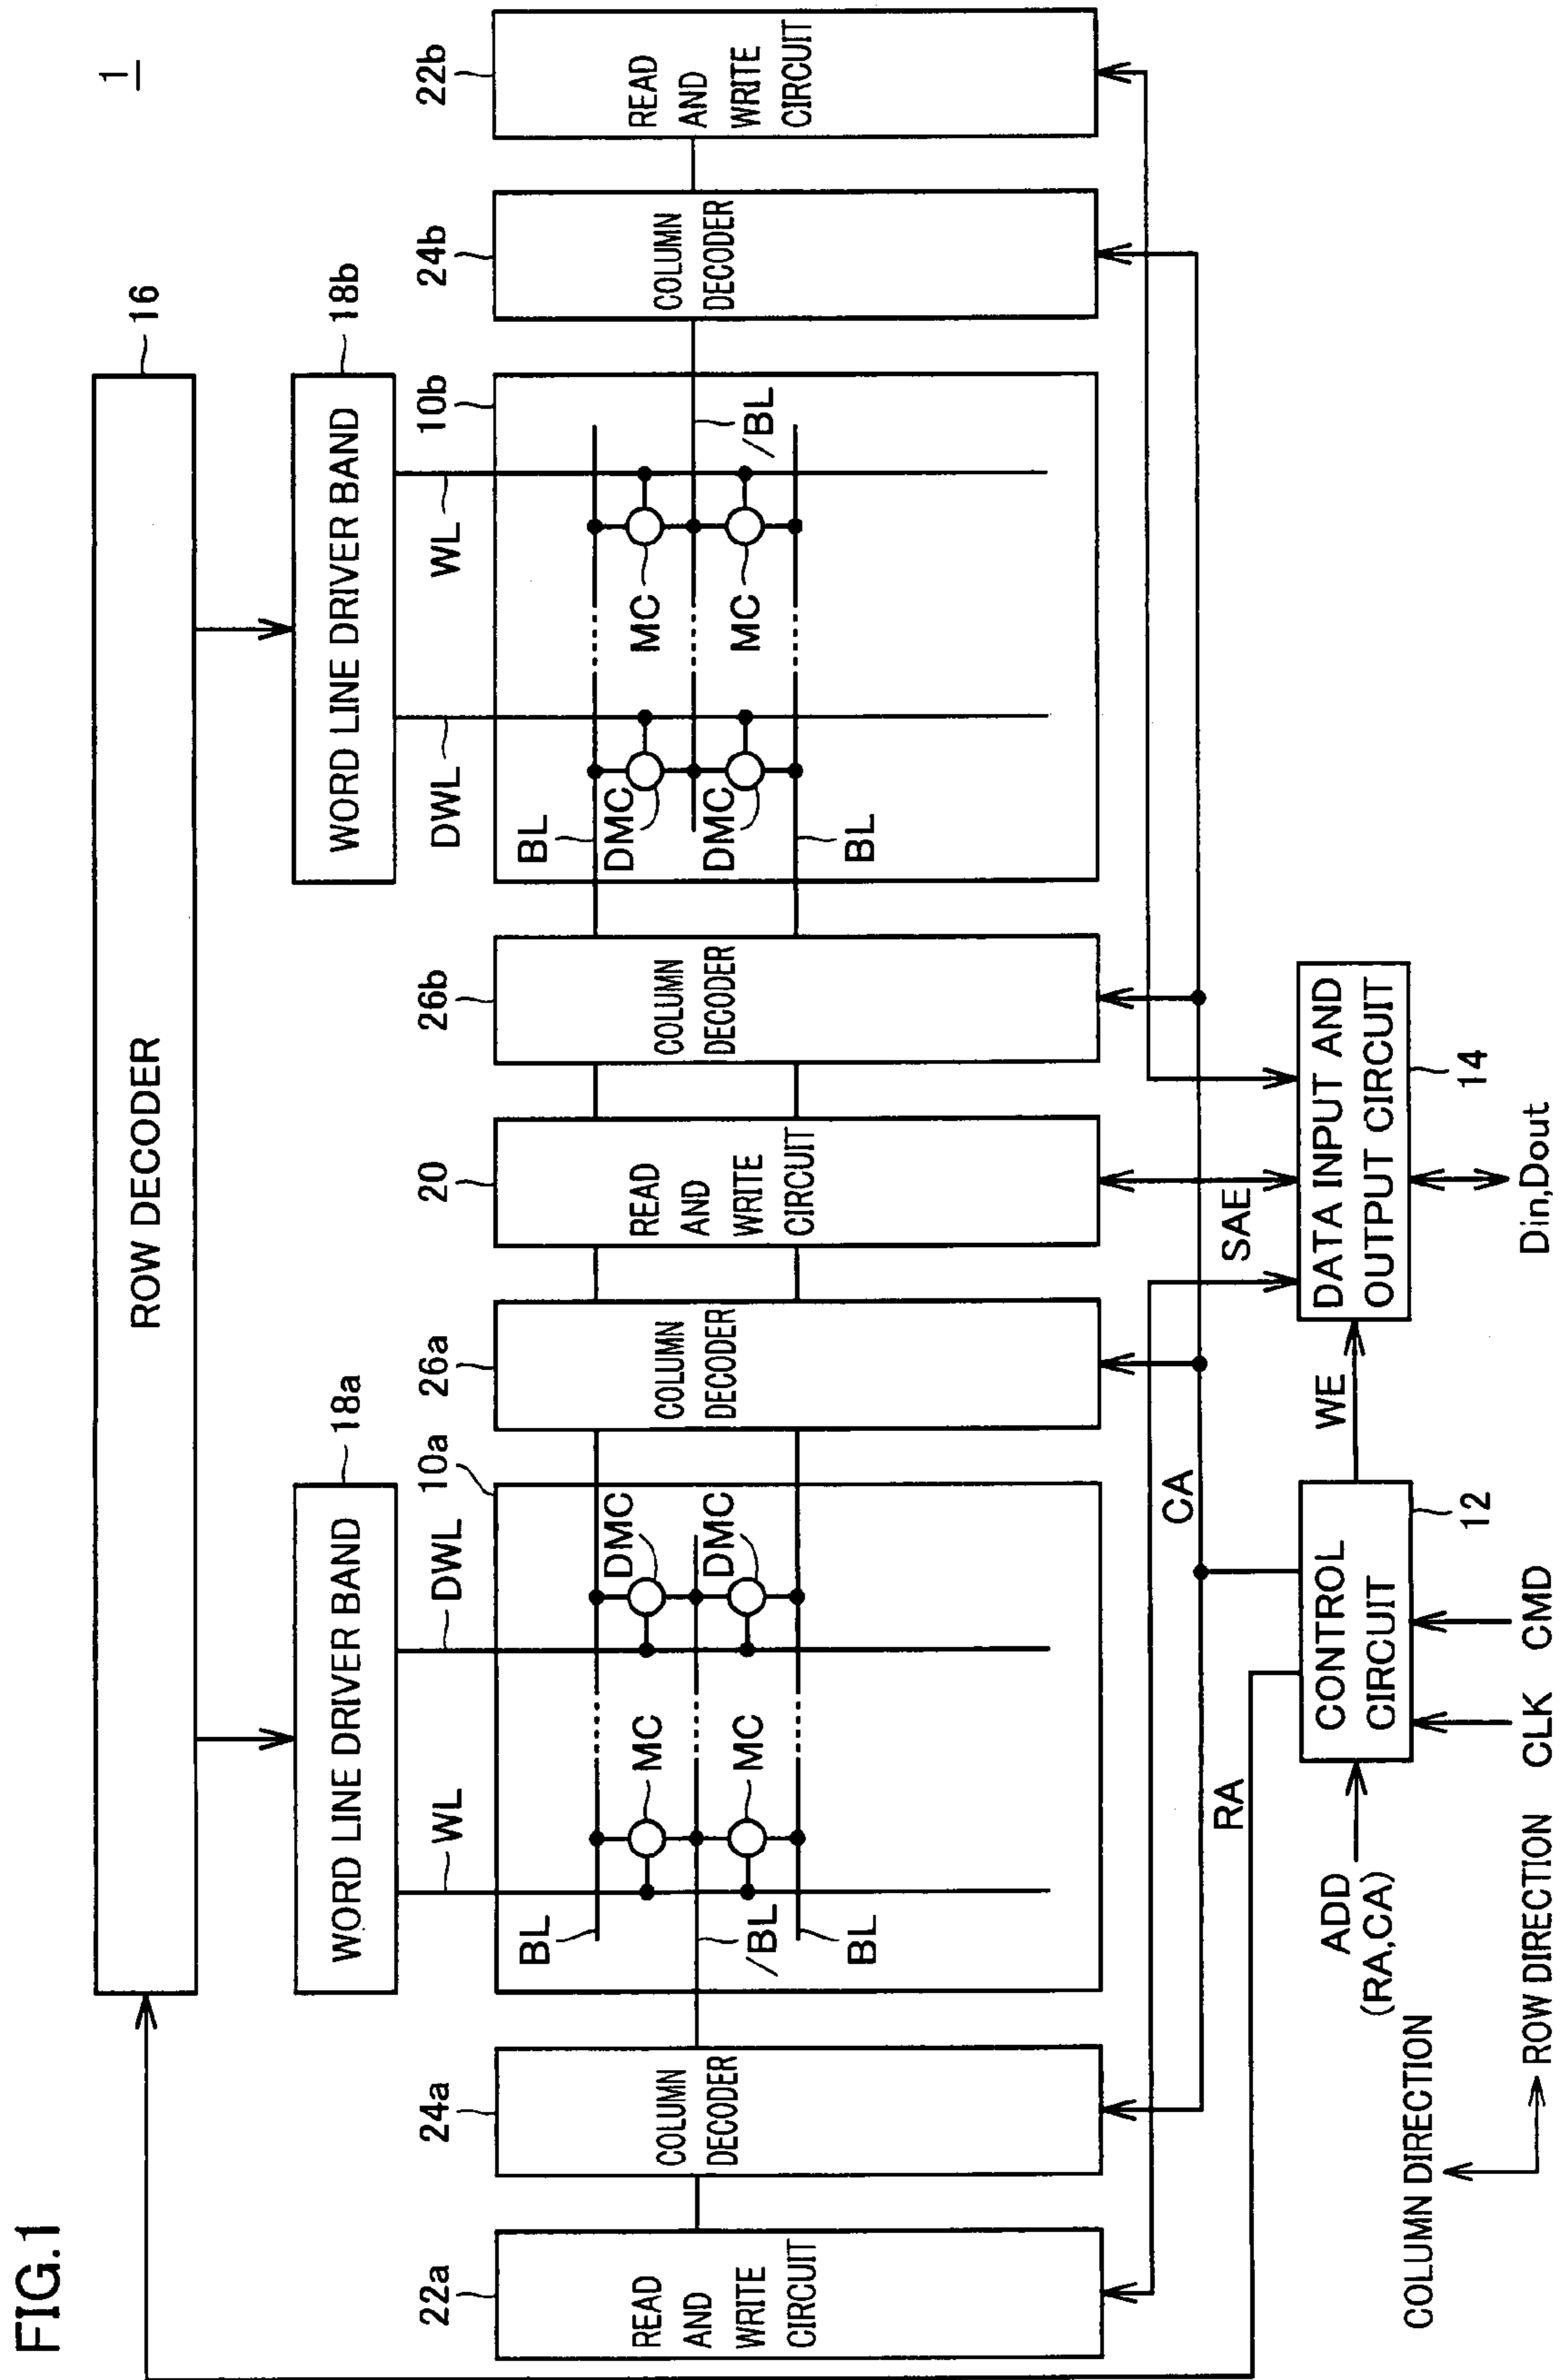 FIG.1
1
ROW DECODER
16
WORD LINE DRIVER BAND
18a
WORD LINE DRIVER BAND
18b
22a
24a
WL
DWL
10a
26a
20
26b
DWL
WL
10b
24b
22b
READ
AND
WRITE
CIRCUIT
COLUMN
DECODER
BL
/BL
BL
MC
MC
DMC
DMC
COLUMN
DECODER
READ
AND
WRITE
CIRCUIT
COLUMN
DECODER
BL
DMC
DMC
BL
MC
MC
/BL
COLUMN
DECODER
READ
AND
WRITE
CIRCUIT
RA
CA
SAE
ADD
(RA,CA)
CONTROL
CIRCUIT
12
WE
DATA INPUT AND
OUTPUT CIRCUIT
14
CLK
CMD
Din,Dout
COLUMN DIRECTION
ROW DIRECTION